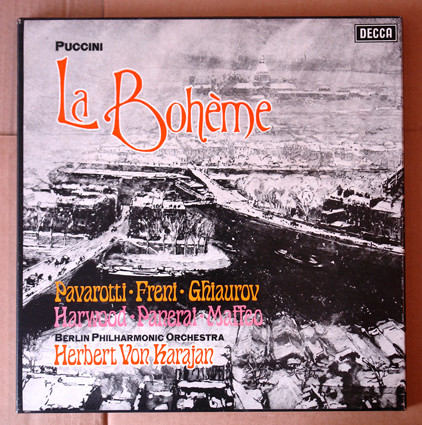 Puccini
DECCA
La Bohème
Pavarotti · Freni · Ghiaurov
Harwood · Panerai · Maffeo
Berlin Philharmonic Orchestra
Herbert Von Karajan